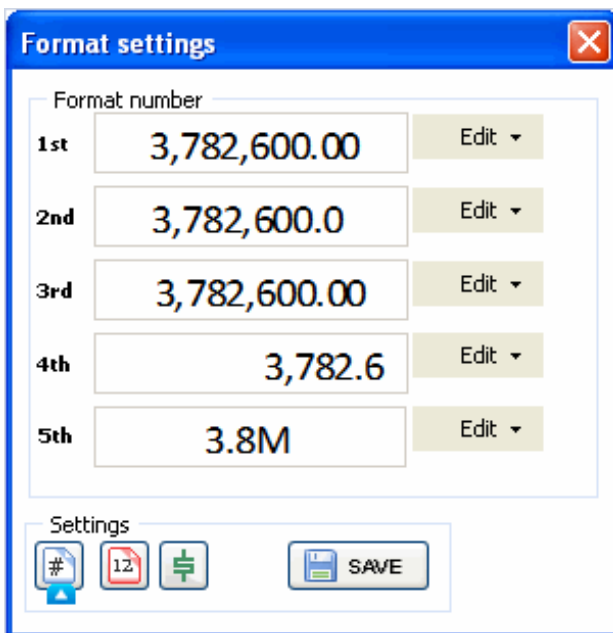 Format settings
Format number
1st 3,782,600.00 Edit
2nd 3,782,600.0 Edit
3rd 3,782,600.00 Edit
4th 3,782.6 Edit
5th 3.8M Edit
Settings
# 12 SAVE